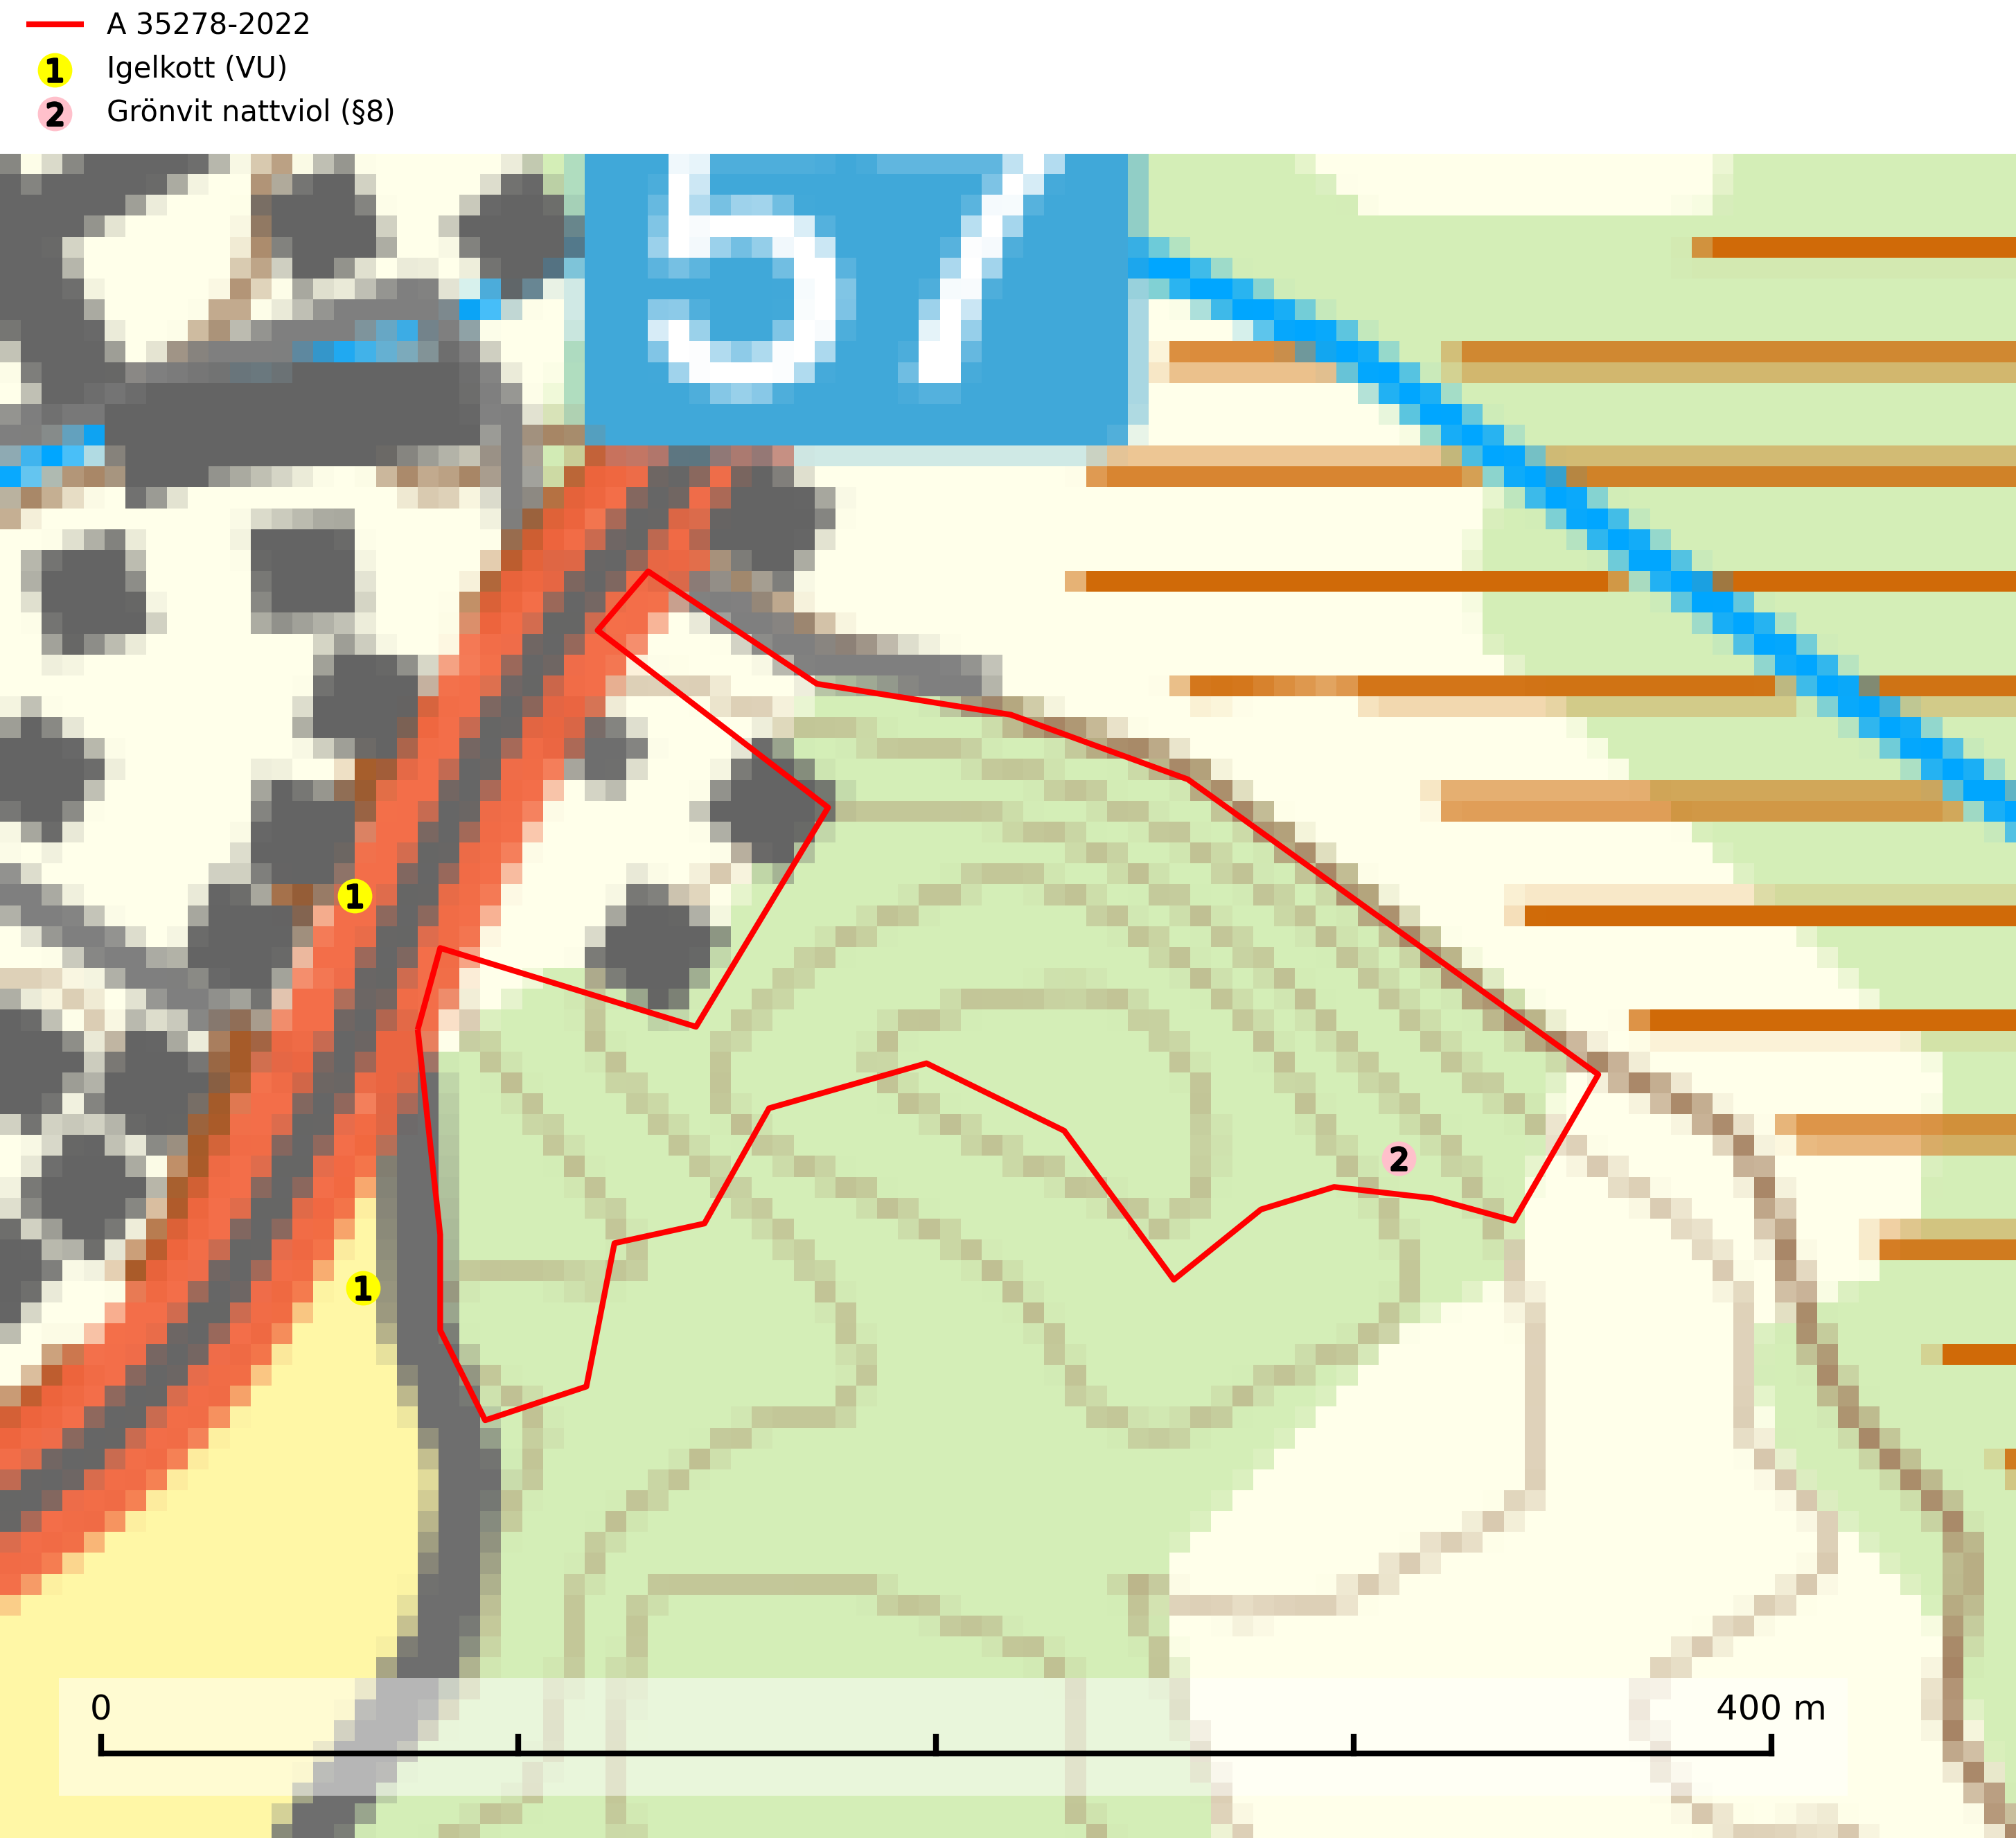 A 35278-2022
1 Igelkott (VU)
2 Grönvit nattviol (§8)
57
1
2
1
0 400 m